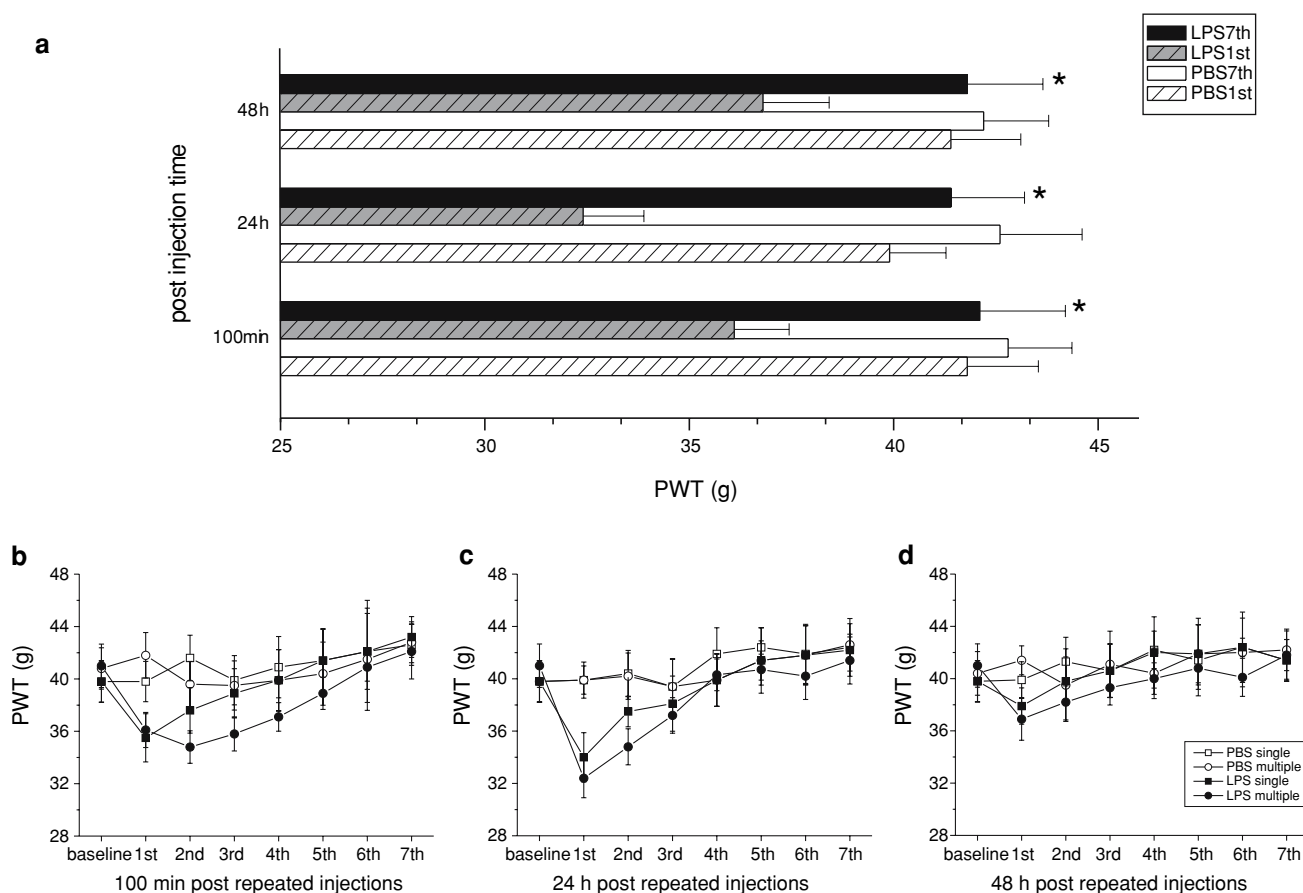 a
LPS7th
LPS1st
PBS7th
PBS1st
post injection time
48h
*
24h
*
100min
*
25 30 35 40 45
PWT (g)
b
PWT (g)
48
44
40
36
32
28
baseline 1st 2nd 3rd 4th 5th 6th 7th
100 min post repeated injections
c
PWT (g)
48
44
40
36
32
28
baseline 1st 2nd 3rd 4th 5th 6th 7th
24 h post repeated injections
d
PWT (g)
48
44
40
36
32
28
PBS single
PBS multiple
LPS single
LPS multiple
baseline 1st 2nd 3rd 4th 5th 6th 7th
48 h post repeated injections